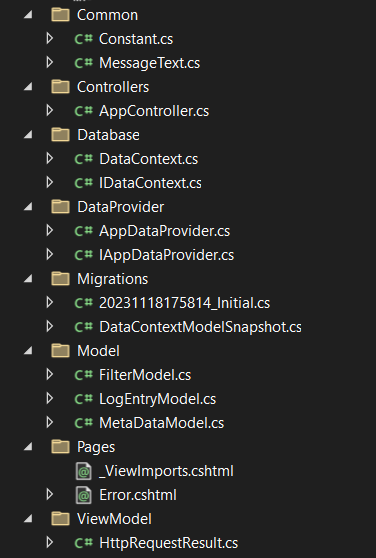 Common
C# Constant.cs
C# MessageText.cs
Controllers
C# AppController.cs
Database
C# DataContext.cs
C# IDataContext.cs
DataProvider
C# AppDataProvider.cs
C# IAppDataProvider.cs
Migrations
C# 20231118175814_Initial.cs
C# DataContextModelSnapshot.cs
Model
C# FilterModel.cs
C# LogEntryModel.cs
C# MetaDataModel.cs
Pages
@ _ViewImports.cshtml
@ Error.cshtml
ViewModel
C# HttpRequestResult.cs